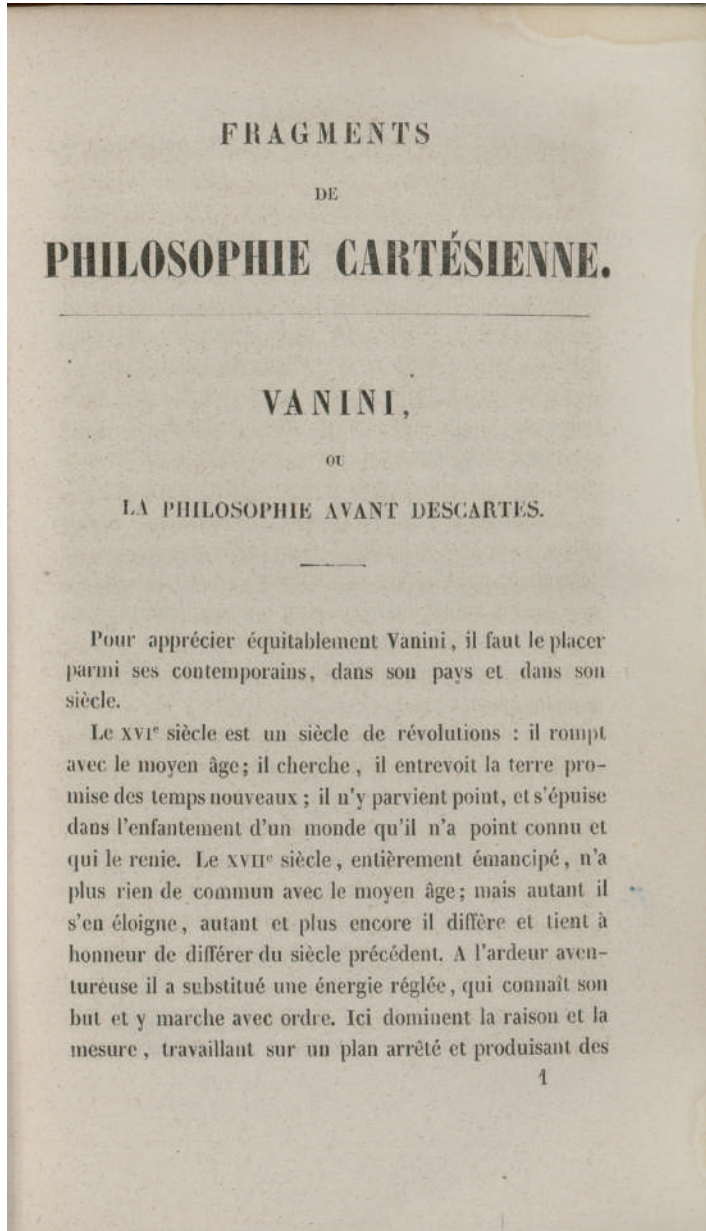 FRAGMENTS
DE
PHILOSOPHIE CARTÉSIENNE.
VANINI,
OU
LA PHILOSOPHIE AVANT DESCARTES.
Pour apprécier équitablement Vanini, il faut le placer
parmi ses contemporains, dans son pays et dans son
siècle.
Le XVIe siècle est un siècle de révolutions : il rompt
avec le moyen âge; il cherche, il entrevoit la terre pro-
mise des temps nouveaux; il n'y parvient point, et s'épuise
dans l'enfantement d'un monde qu'il n'a point connu et
qui le renie. Le XVIIe siècle, entièrement émancipé, n'a
plus rien de commun avec le moyen âge; mais autant il
s'en éloigne, autant et plus encore il diffère et tient à
honneur de différer du siècle précédent. A l'ardeur aven-
tureuse il a substitué une énergie réglée, qui connaît son
but et y marche avec ordre. Ici dominent la raison et la
mesure, travaillant sur un plan arrêté et produisant des
1